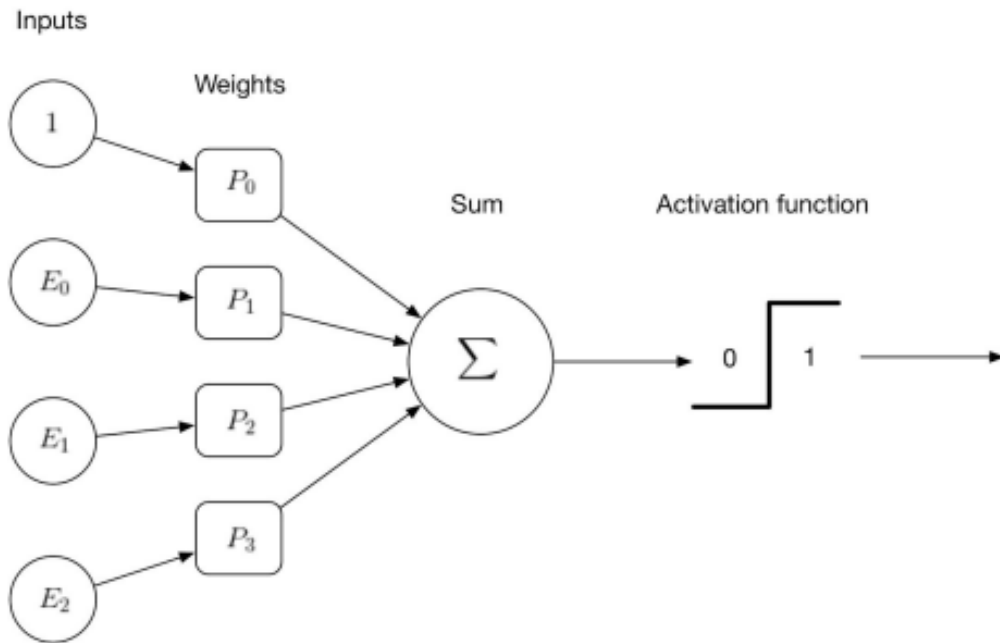 Inputs
Weights
1
P₀
Sum
Activation function
E₀
P₁
Σ
0
1
E₁
P₂
P₃
E₂